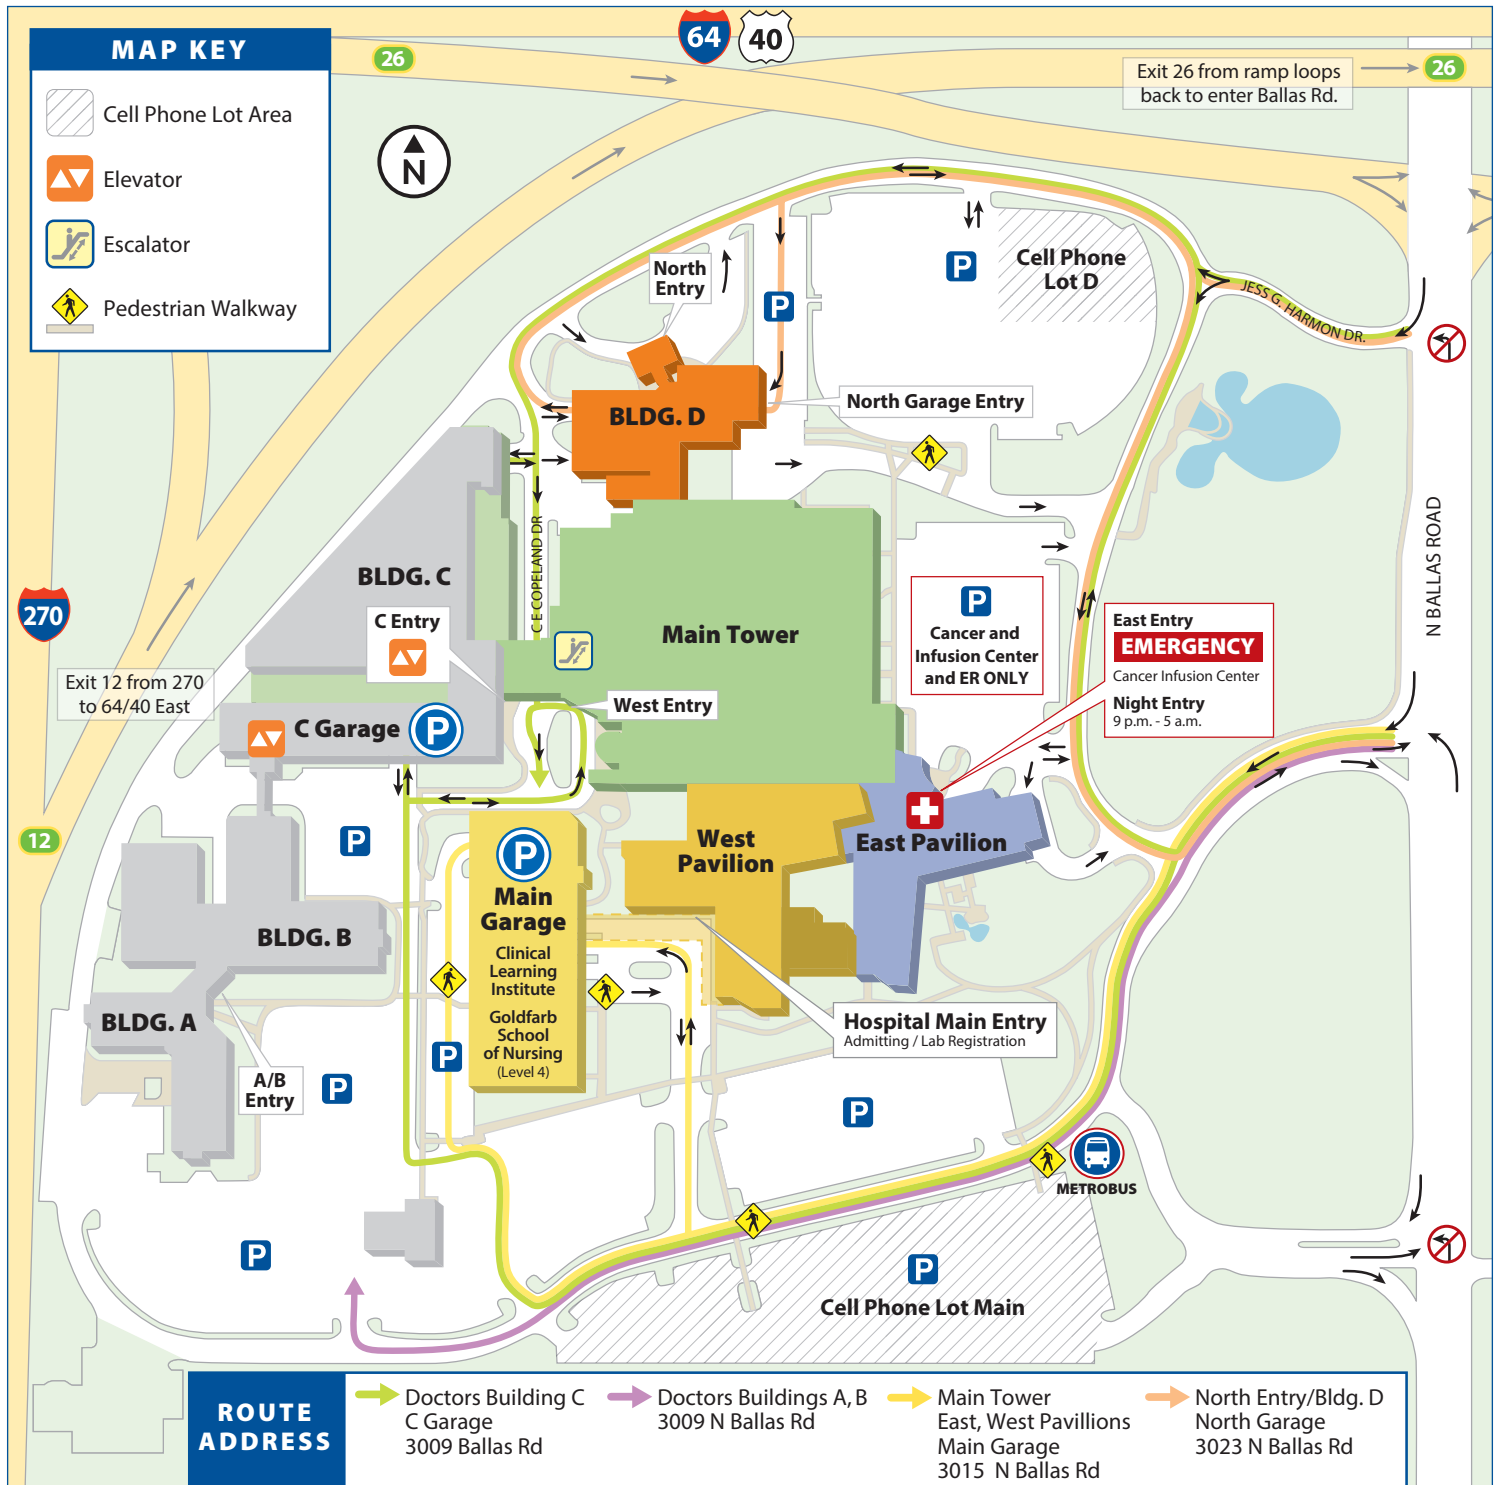 MAP KEY
Cell Phone Lot Area
Elevator
Escalator
Pedestrian Walkway
N
26
64
40
Exit 26 from ramp loops
back to enter Ballas Rd.
26
North
Entry
P
P
Cell Phone
Lot D
JESS G. HARMON DR.
BLDG. D
North Garage Entry
N BALLAS ROAD
C E COPELAND DR
BLDG. C
C Entry
Main Tower
P
Cancer and
Infusion Center
and ER ONLY
East Entry
EMERGENCY
Cancer Infusion Center
Night Entry
9 p.m. - 5 a.m.
270
Exit 12 from 270
to 64/40 East
West Entry
C Garage
P
12
P
P
Main
Garage
Clinical
Learning
Institute
Goldfarb
School
of Nursing
(Level 4)
West
Pavilion
East Pavilion
BLDG. B
BLDG. A
A/B
Entry
P
P
Hospital Main Entry
Admitting / Lab Registration
P
METROBUS
P
P
Cell Phone Lot Main
ROUTE
ADDRESS
Doctors Building C
C Garage
3009 Ballas Rd
Doctors Buildings A, B
3009 N Ballas Rd
Main Tower
East, West Pavillions
Main Garage
3015 N Ballas Rd
North Entry/Bldg. D
North Garage
3023 N Ballas Rd